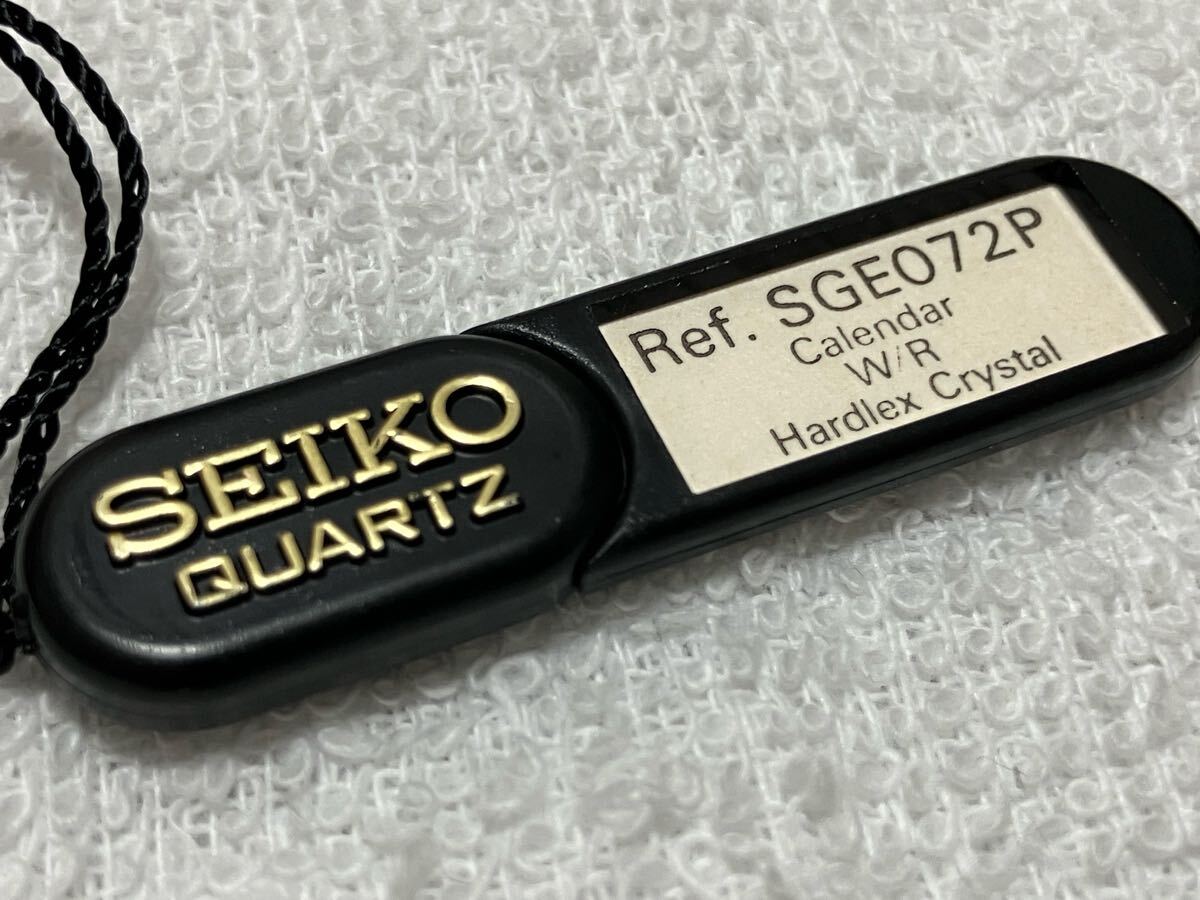 SEIKO
QUARTZ
Ref. SGE072P
Calendar
W/R
Hardlex Crystal